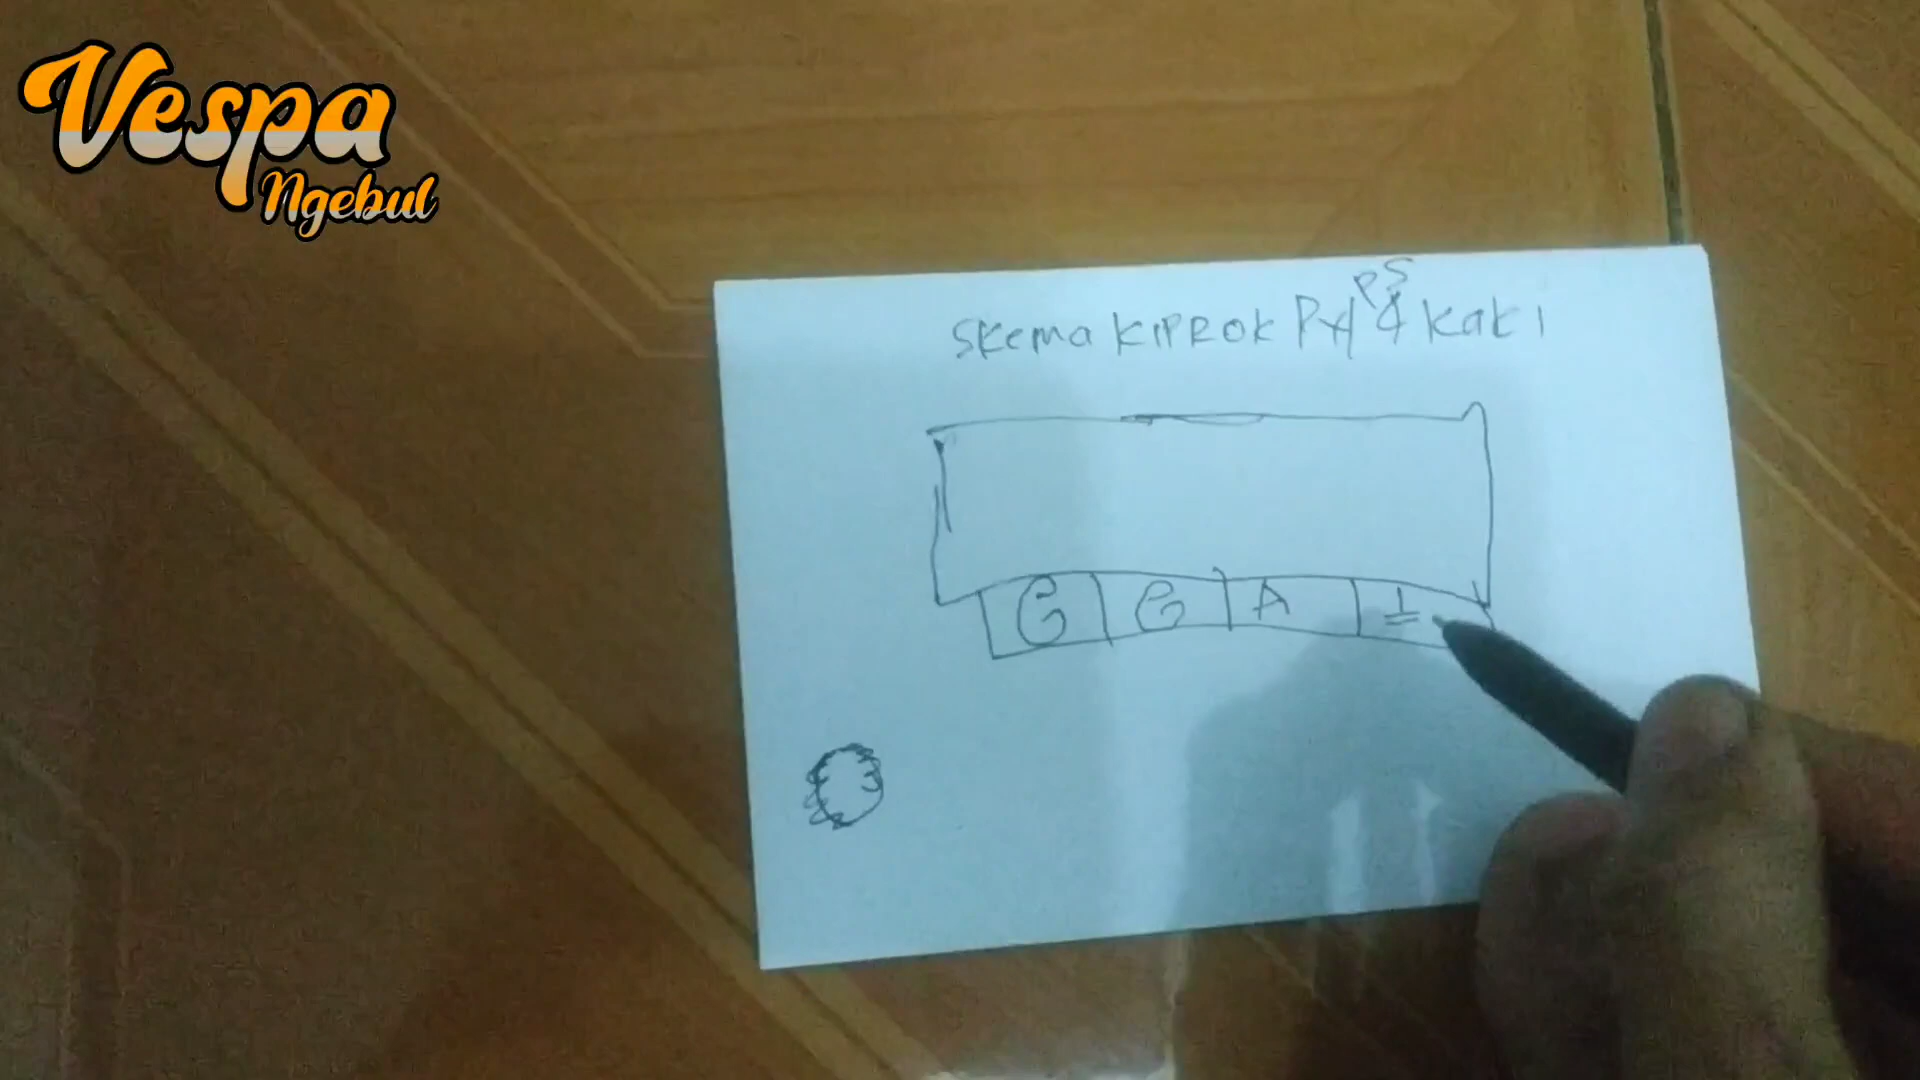 Vespa
Ngebul
PS
SKema KIPROK PX 4 KaKI
G G A